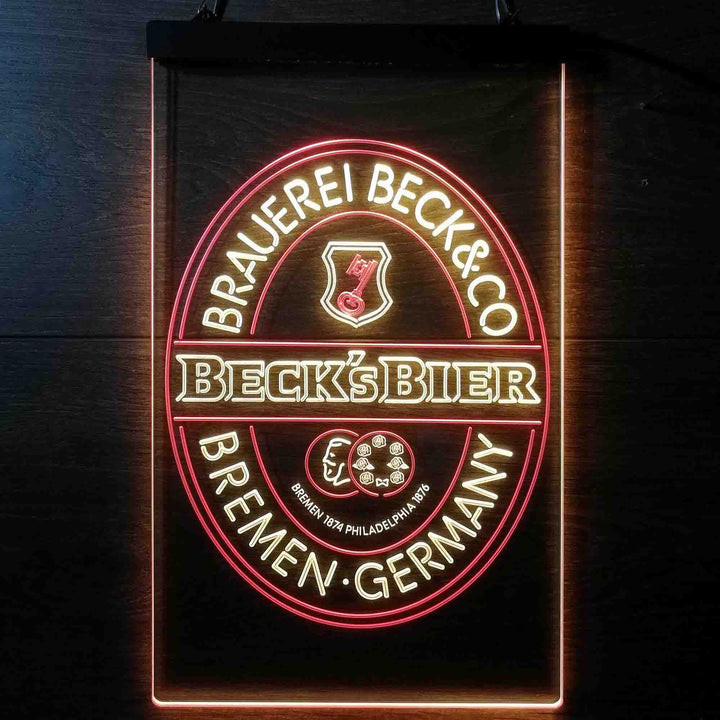 BRAUEREI BECK&CO
BECK'S BIER
BREMEN 1874 PHILADELPHIA 1876
BREMEN·GERMANY